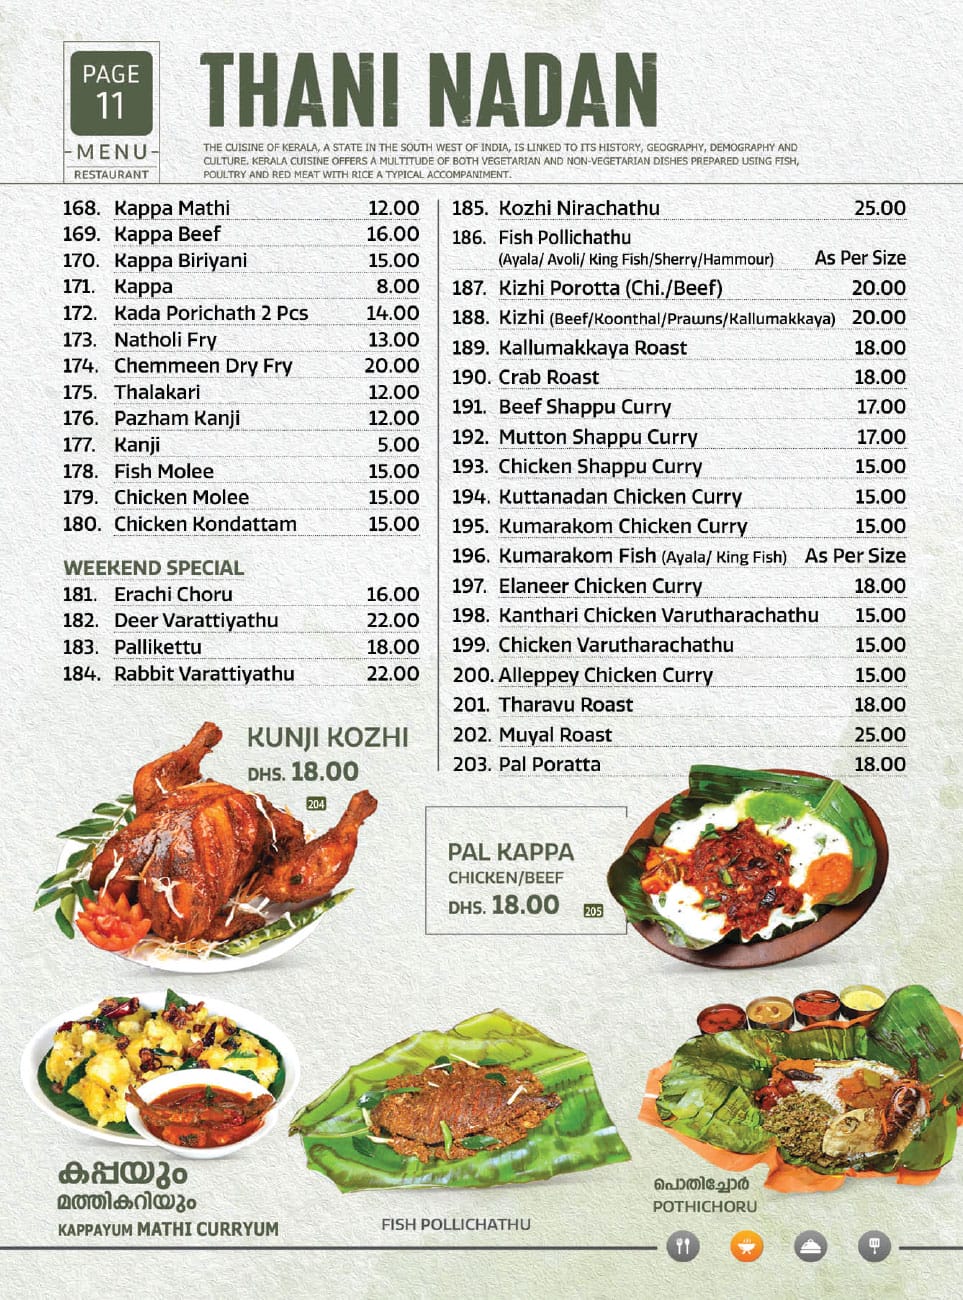 PAGE
11
MENU
RESTAURANT
THANI NADAN
THE CUISINE OF KERALA, A STATE IN THE SOUTH WEST OF INDIA, IS LINKED TO ITS HISTORY, GEOGRAPHY, DEMOGRAPHY AND
CULTURE. KERALA CUISINE OFFERS A MULTITUDE OF BOTH VEGETARIAN AND NON-VEGETARIAN DISHES PREPARED USING FISH,
POULTRY AND RED MEAT WITH RICE A TYPICAL ACCOMPANIMENT.
168. Kappa Mathi 12.00
169. Kappa Beef 16.00
170. Kappa Biriyani 15.00
171. Kappa 8.00
172. Kada Porichath 2 Pcs 14.00
173. Natholi Fry 13.00
174. Chemmeen Dry Fry 20.00
175. Thalakari 12.00
176. Pazham Kanji 12.00
177. Kanji 5.00
178. Fish Molee 15.00
179. Chicken Molee 15.00
180. Chicken Kondattam 15.00
WEEKEND SPECIAL
181. Erachi Choru 16.00
182. Deer Varattiyathu 22.00
183. Pallikettu 18.00
184. Rabbit Varattiyathu 22.00
185. Kozhi Nirachathu 25.00
186. Fish Pollichathu
(Ayala/ Avoli/ King Fish/Sherry/Hammour) As Per Size
187. Kizhi Porotta (Chi./Beef) 20.00
188. Kizhi (Beef/Koonthal/Prawns/Kallumakkaya) 20.00
189. Kallumakkaya Roast 18.00
190. Crab Roast 18.00
191. Beef Shappu Curry 17.00
192. Mutton Shappu Curry 17.00
193. Chicken Shappu Curry 15.00
194. Kuttanadan Chicken Curry 15.00
195. Kumarakom Chicken Curry 15.00
196. Kumarakom Fish (Ayala/ King Fish) As Per Size
197. Elaneer Chicken Curry 18.00
198. Kanthari Chicken Varutharachathu 15.00
199. Chicken Varutharachathu 15.00
200. Alleppey Chicken Curry 15.00
201. Tharavu Roast 18.00
202. Muyal Roast 25.00
203. Pal Poratta 18.00
KUNJI KOZHI
DHS. 18.00
204
PAL KAPPA
CHICKEN/BEEF
DHS. 18.00 205
കപ്പയും
മത്തികറിയും
KAPPAYUM MATHI CURRYUM
FISH POLLICHATHU
പൊതിച്ചോർ
POTHICHORU